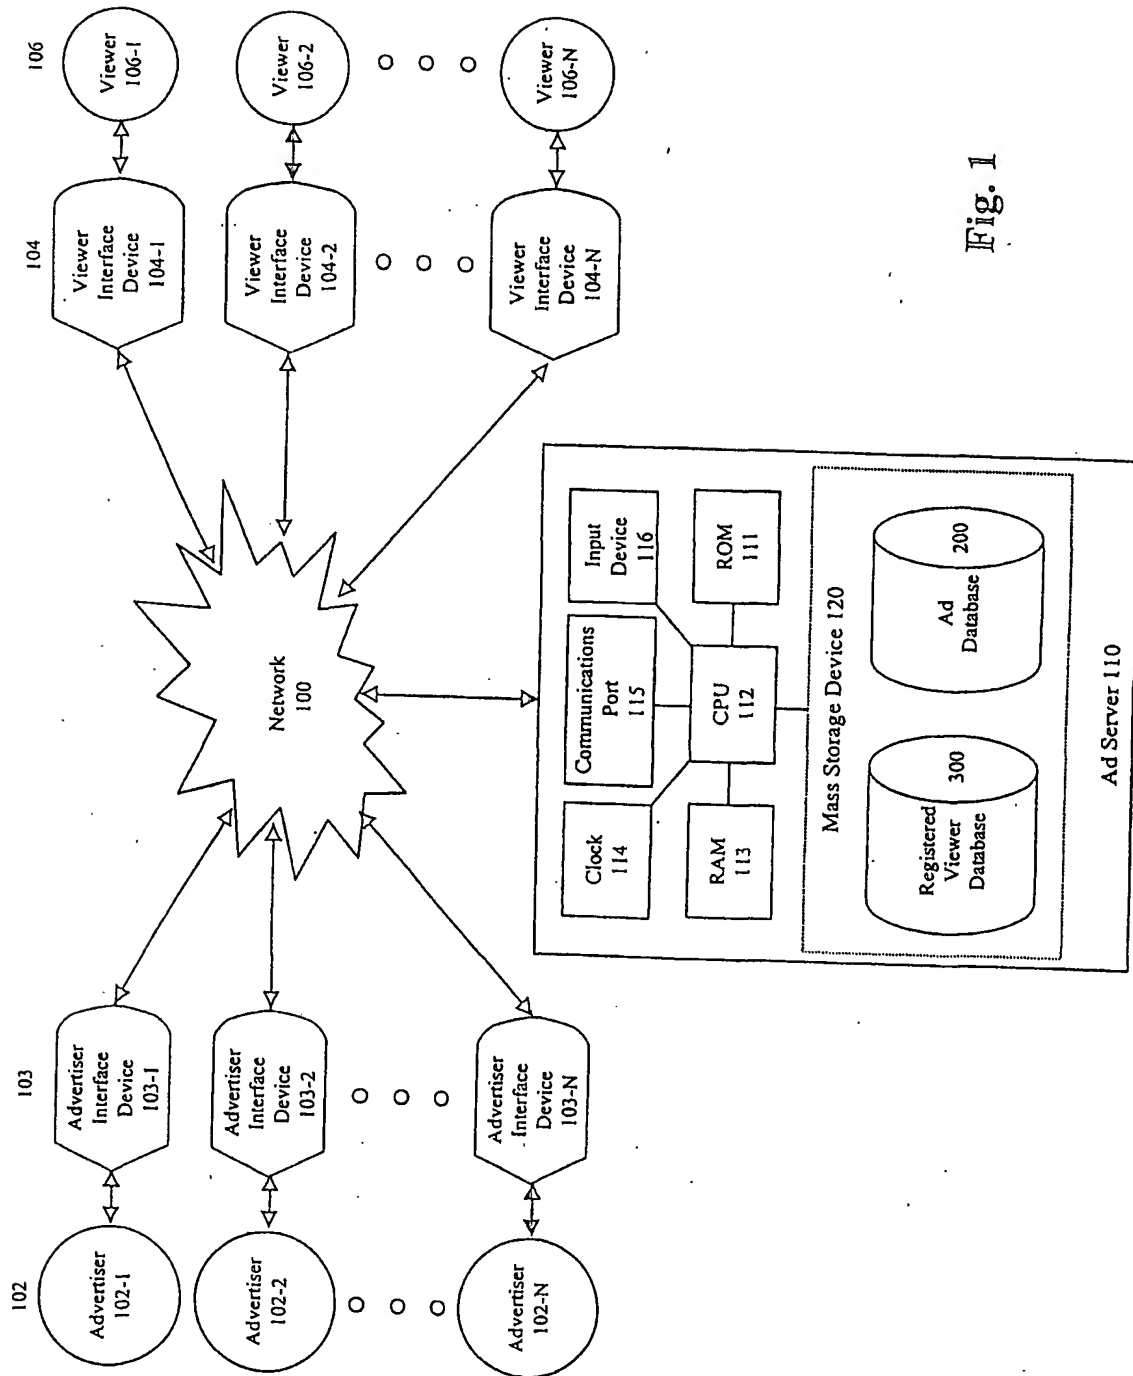 102
103
104
106
Advertiser
102-1
Advertiser
Interface
Device
103-1
Viewer
Interface
Device
104-1
Viewer
106-1
Advertiser
102-2
Advertiser
Interface
Device
103-2
Network
100
Viewer
Interface
Device
104-2
Viewer
106-2
Advertiser
102-N
Advertiser
Interface
Device
103-N
Viewer
Interface
Device
104-N
Viewer
106-N
Clock
114
Communications
Port
115
Input
Device
116
RAM
113
CPU
112
ROM
111
Mass Storage Device 120
Registered
Viewer
Database
300
Ad
Database
200
Ad Server 110
Fig. 1